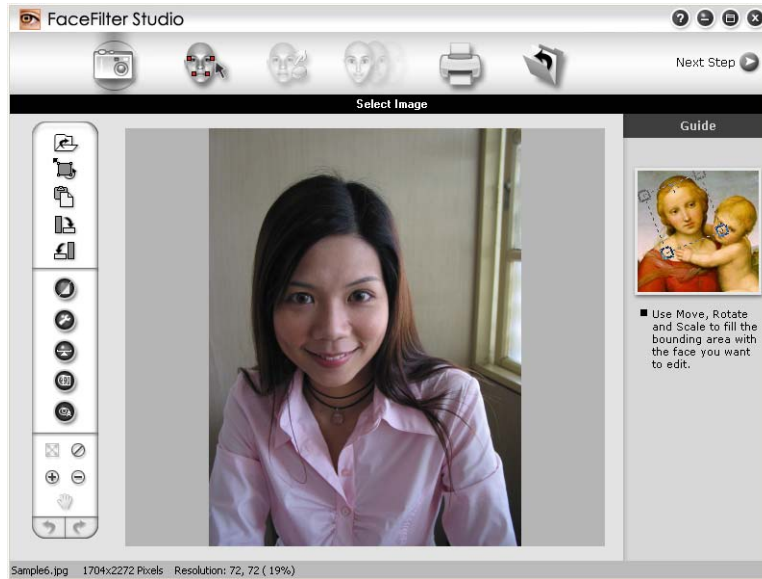 FaceFilter Studio
Next Step
Select Image
Guide
Use Move, Rotate
and Scale to fill the
bounding area with
the face you want
to edit.
Sample6.jpg 1704x2272 Pixels Resolution: 72, 72 ( 19%)